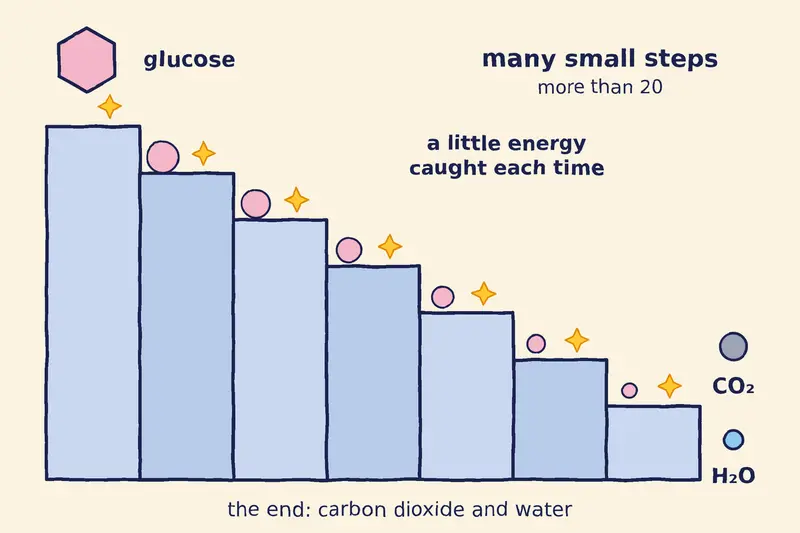 glucose
many small steps
more than 20
a little energy
caught each time
CO₂
H₂O
the end: carbon dioxide and water